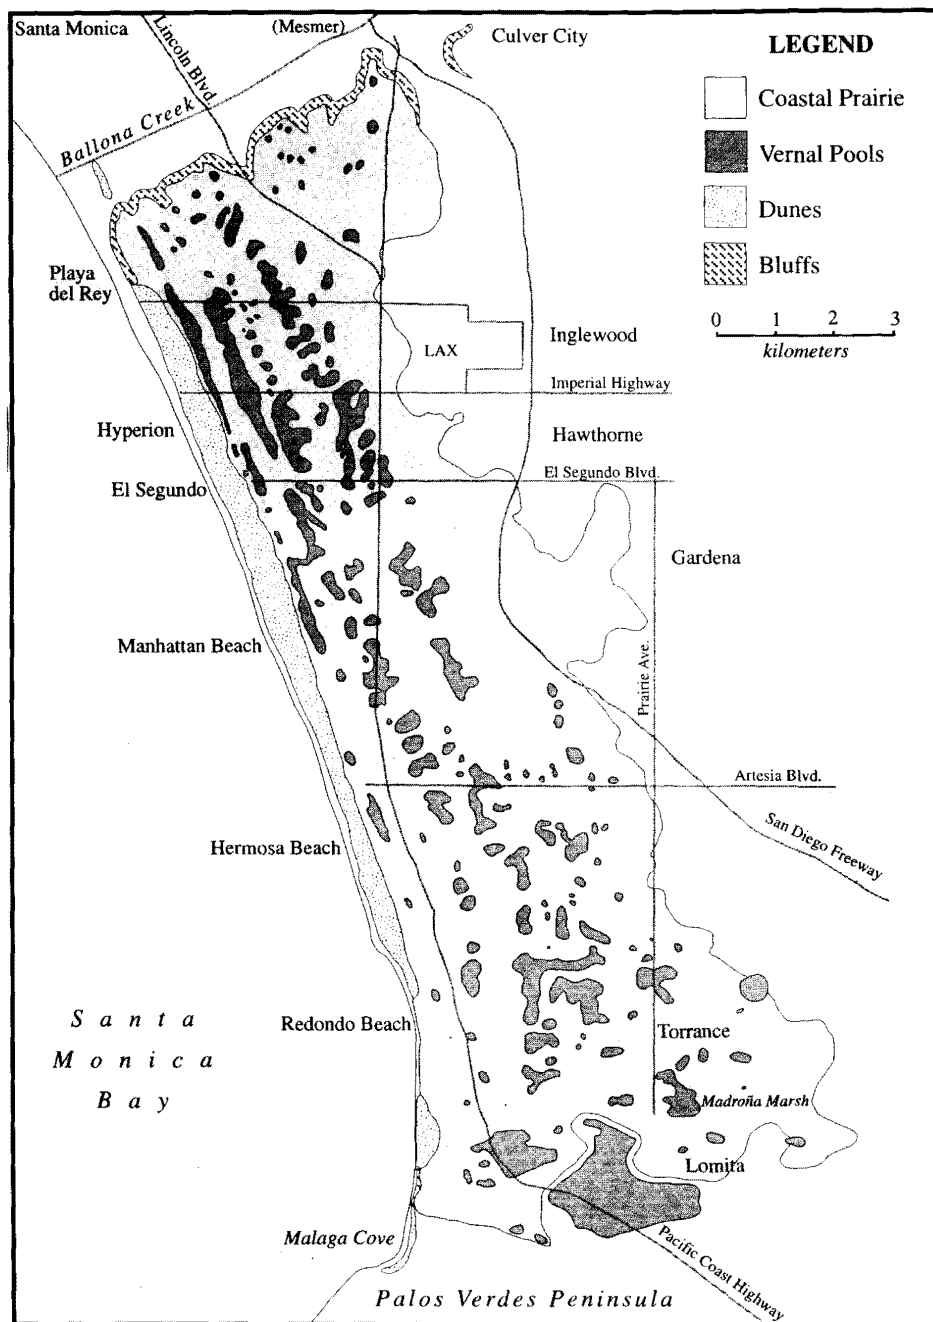 Santa Monica
(Mesmer)
Culver City
Lincoln Blvd
Ballona Creek
LEGEND
Coastal Prairie
Vernal Pools
Dunes
Bluffs
0 1 2 3
kilometers
Playa
del Rey
LAX
Inglewood
Imperial Highway
Hyperion
Hawthorne
El Segundo Blvd.
El Segundo
Gardena
Manhattan Beach
Prairie Ave.
Artesia Blvd.
San Diego Freeway
Hermosa Beach
Santa
Monica
Bay
Redondo Beach
Torrance
Madroña Marsh
Lomita
Malaga Cove
Pacific Coast Highway
Palos Verdes Peninsula